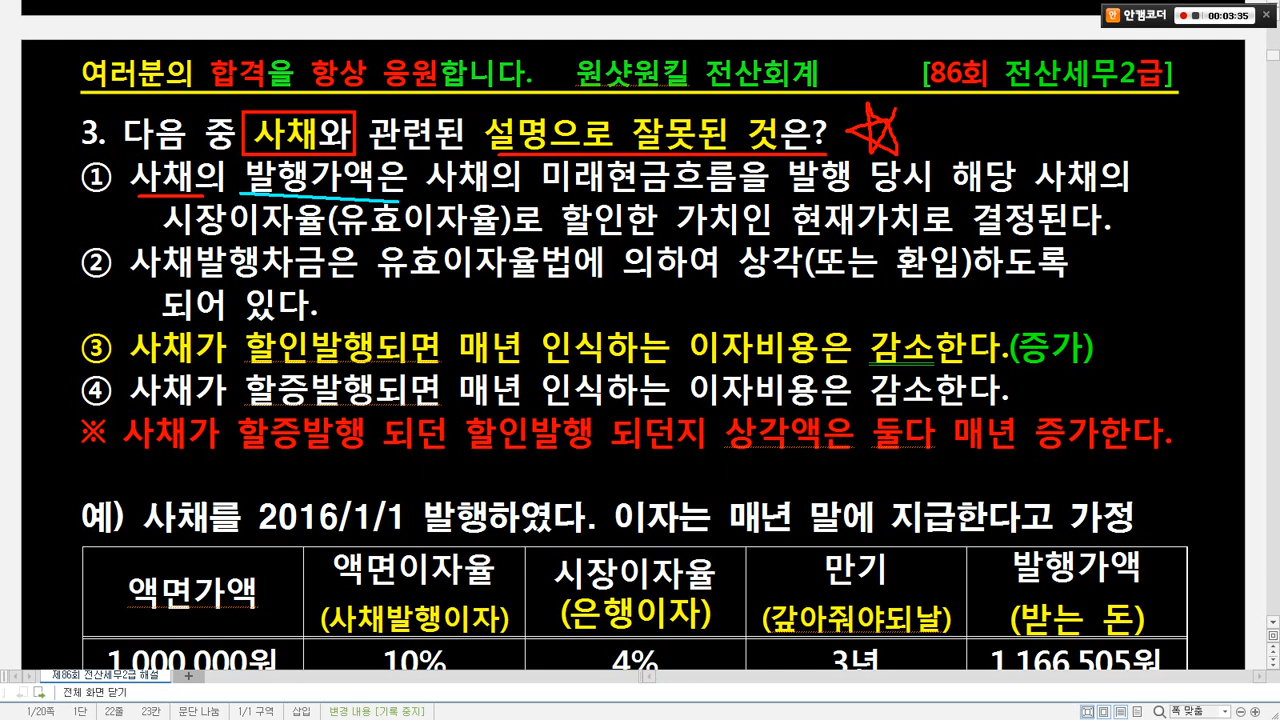 안캠코더 00:03:35
여러분의 합격을 항상 응원합니다. 원샷원킬 전산회계 [86회 전산세무2급]
3. 다음 중 사채와 관련된 설명으로 잘못된 것은?
① 사채의 발행가액은 사채의 미래현금흐름을 발행 당시 해당 사채의
시장이자율(유효이자율)로 할인한 가치인 현재가치로 결정된다.
② 사채발행차금은 유효이자율법에 의하여 상각(또는 환입)하도록
되어 있다.
③ 사채가 할인발행되면 매년 인식하는 이자비용은 감소한다.(증가)
④ 사채가 할증발행되면 매년 인식하는 이자비용은 감소한다.
※ 사채가 할증발행 되던 할인발행 되던지 상각액은 둘다 매년 증가한다.
예) 사채를 2016/1/1 발행하였다. 이자는 매년 말에 지급한다고 가정
액면가액 액면이자율 시장이자율 만기 발행가액
(사채발행이자) (은행이자) (갚아줘야되날) (받는 돈)
1,000,000원 10% 4% 3년 1,166,505원
제86회 전산세무2급 해설
전체 화면 닫기
1/20쪽 1단 22줄 23칸 문단 나눔 1/1 구역 삽입 변경 내용 [기록 중지] 폭 맞춤